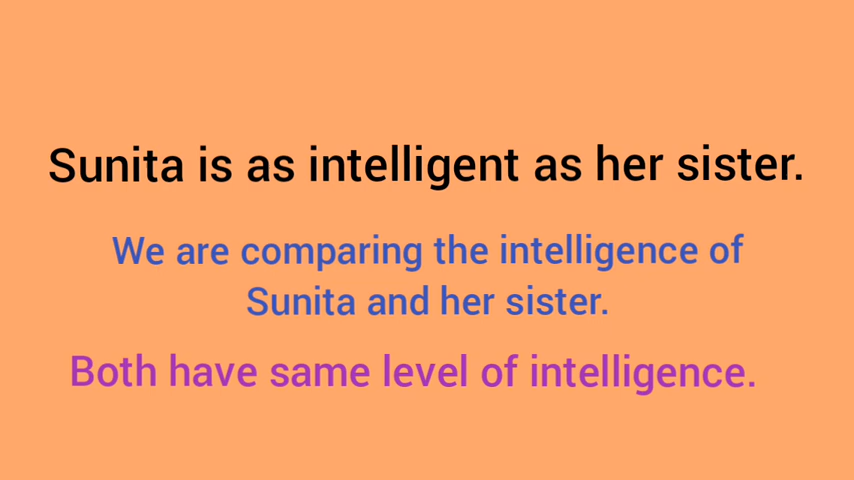 Sunita is as intelligent as her sister.
We are comparing the intelligence of
Sunita and her sister.
Both have same level of intelligence.